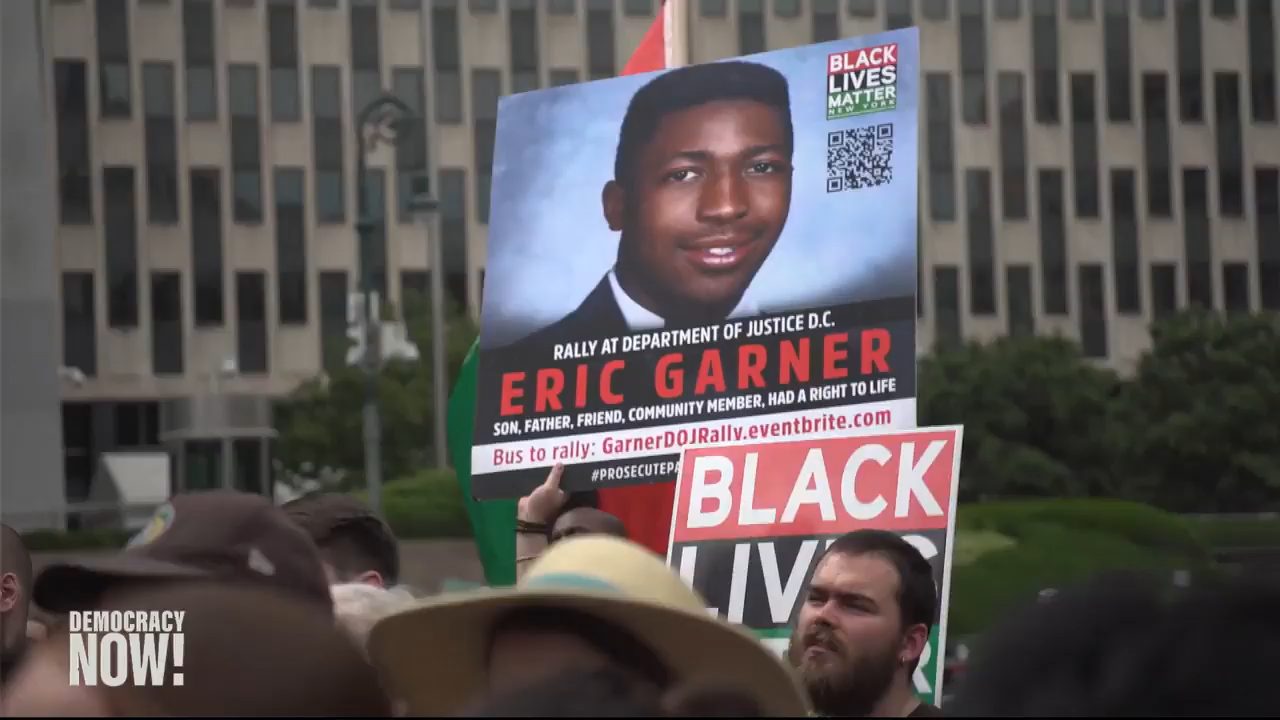 BLACK
LIVES
MATTER
NEW YORK
RALLY AT DEPARTMENT OF JUSTICE D.C.
ERIC GARNER
SON, FATHER, FRIEND, COMMUNITY MEMBER, HAD A RIGHT TO LIFE
Bus to rally: GarnerDOJRally.eventbrite.com
BLACK
DEMOCRACY
NOW!